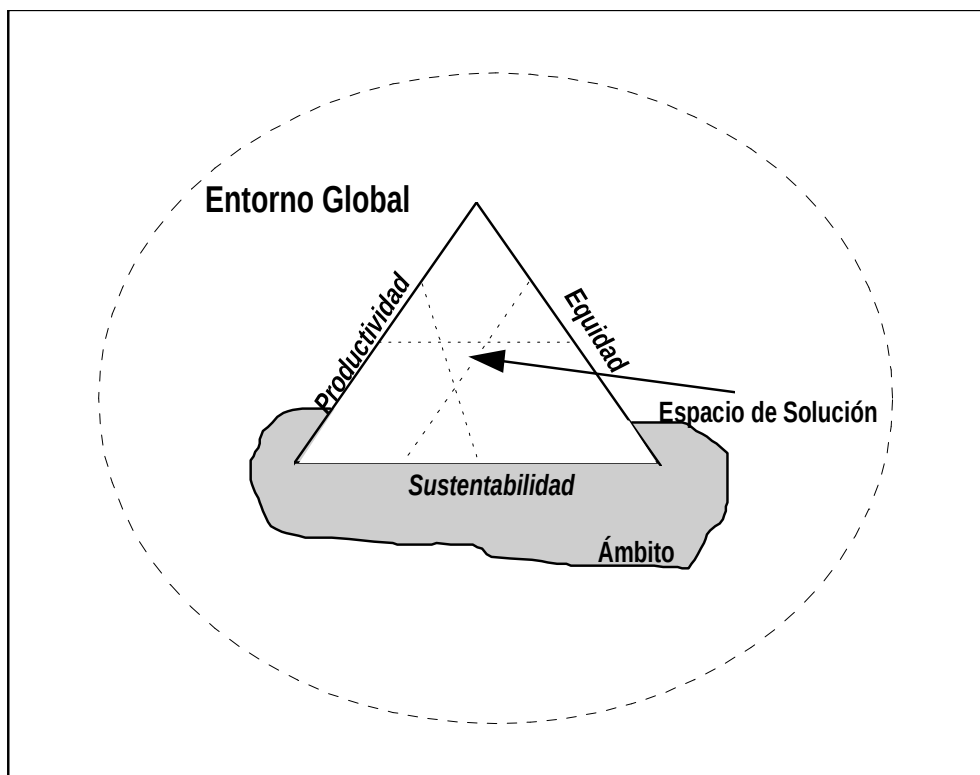 Entorno Global
Productividad
Equidad
Espacio de Solución
Sustentabilidad
Ámbito